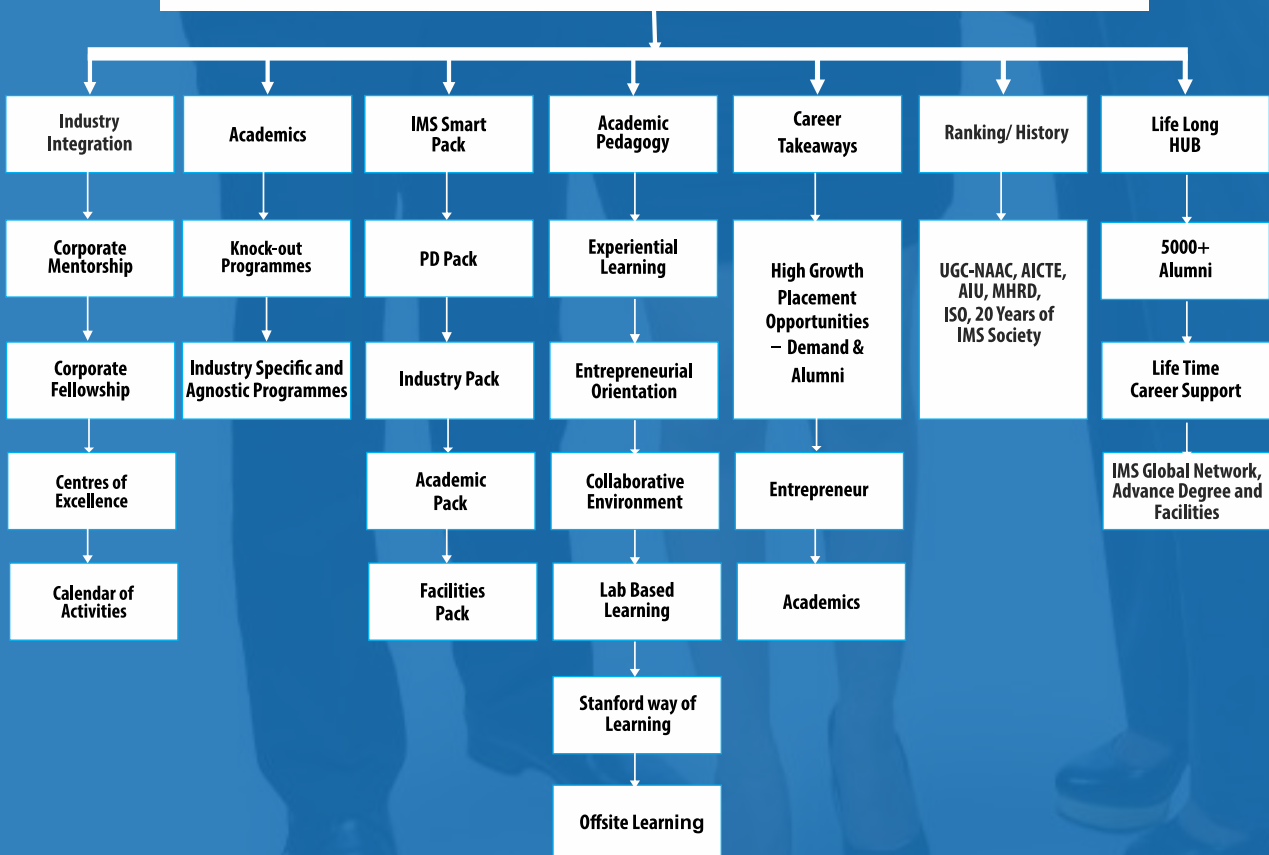 Industry
Integration
Academics
IMS Smart
Pack
Academic
Pedagogy
Career
Takeaways
Ranking/ History
Life Long
HUB
Corporate
Mentorship
Knock-out
Programmes
PD Pack
Experiential
Learning
High Growth
Placement
Opportunities
– Demand &
Alumni
UGC-NAAC, AICTE,
AIU, MHRD,
ISO, 20 Years of
IMS Society
5000+
Alumni
Corporate
Fellowship
Industry Specific and
Agnostic Programmes
Industry Pack
Entrepreneurial
Orientation
Life Time
Career Support
Centres of
Excellence
Academic
Pack
Collaborative
Environment
Entrepreneur
IMS Global Network,
Advance Degree and
Facilities
Calendar of
Activities
Facilities
Pack
Lab Based
Learning
Academics
Stanford way of
Learning
Offsite Learning